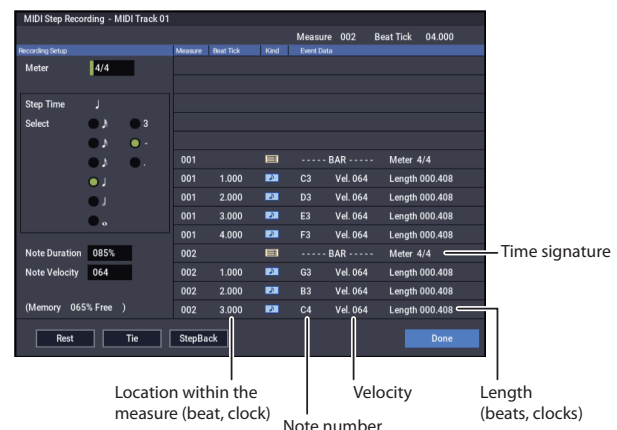 MIDI Step Recording - MIDI Track 01
Measure 002 Beat Tick 04.000
Recording Setup Measure Beat Tick Kind Event Data
Meter 4/4
Step Time
Select 3
-
.
001 ----- BAR ----- Meter 4/4
001 1.000 C3 Vel. 064 Length 000.408
001 2.000 D3 Vel. 064 Length 000.408
001 3.000 E3 Vel. 064 Length 000.408
001 4.000 F3 Vel. 064 Length 000.408
Note Duration 085% 002 ----- BAR ----- Meter 4/4 Time signature
Note Velocity 064 002 1.000 G3 Vel. 064 Length 000.408
002 2.000 B3 Vel. 064 Length 000.408
(Memory 065% Free ) 002 3.000 C4 Vel. 064 Length 000.408
Rest Tie StepBack Done
Location within the Velocity Length
measure (beat, clock) (beats, clocks)
Note number